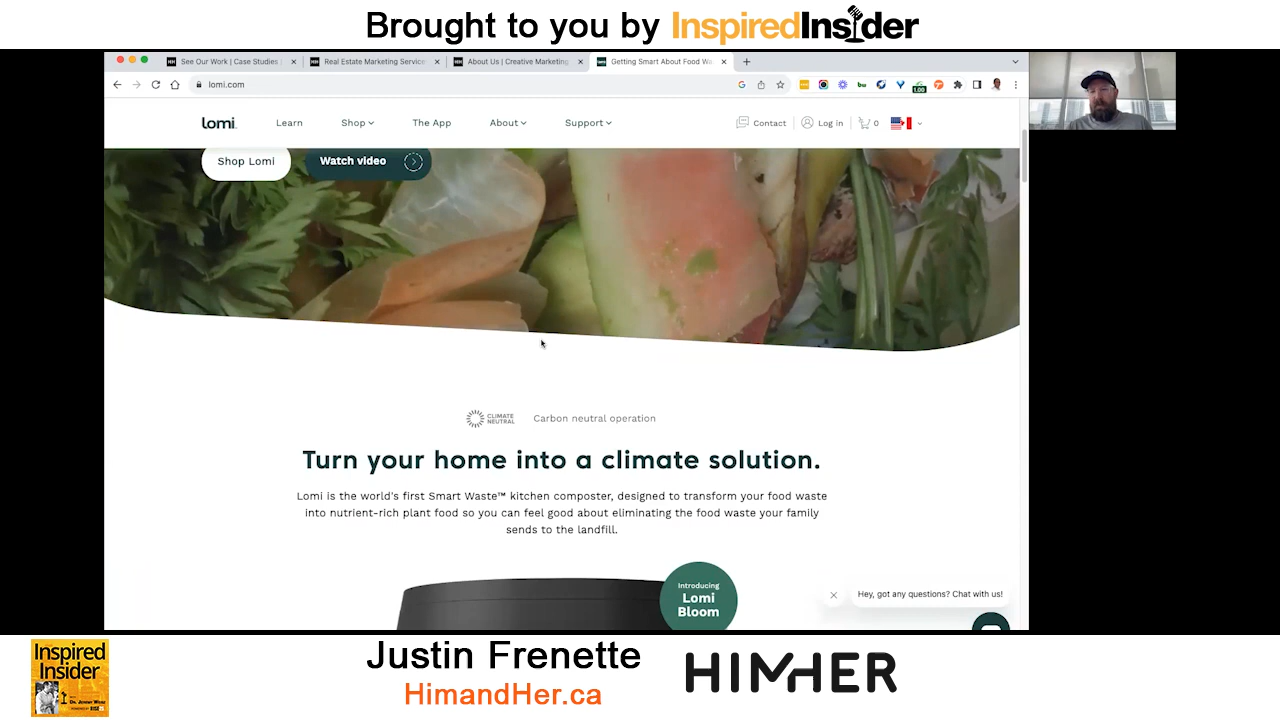 Brought to you by InspiredInsider
See Our Work | Case Studies |
Real Estate Marketing Service
About Us | Creative Marketing
Getting Smart About Food Wa
lomi.com
1.00
lomi
Learn
Shop
The App
About
Support
Contact
Log in
0
Shop Lomi
Watch video
CLIMATE
NEUTRAL
Carbon neutral operation
Turn your home into a climate solution.
Lomi is the world's first Smart Waste™ kitchen composter, designed to transform your food waste
into nutrient-rich plant food so you can feel good about eliminating the food waste your family
sends to the landfill.
Introducing
Lomi
Bloom
Hey, got any questions? Chat with us!
Inspired
Insider
Justin Frenette
HimandHer.ca
HIMHER